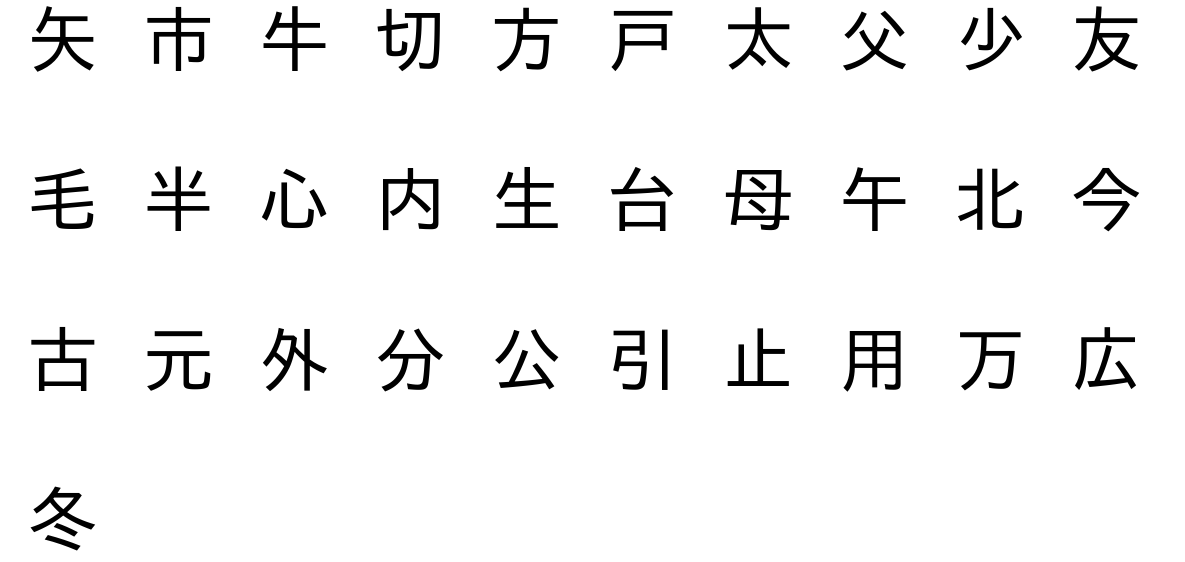 矢 市 牛 切 方 戸 太 父 少 友
毛 半 心 内 生 台 母 午 北 今
古 元 外 分 公 引 止 用 万 広
冬